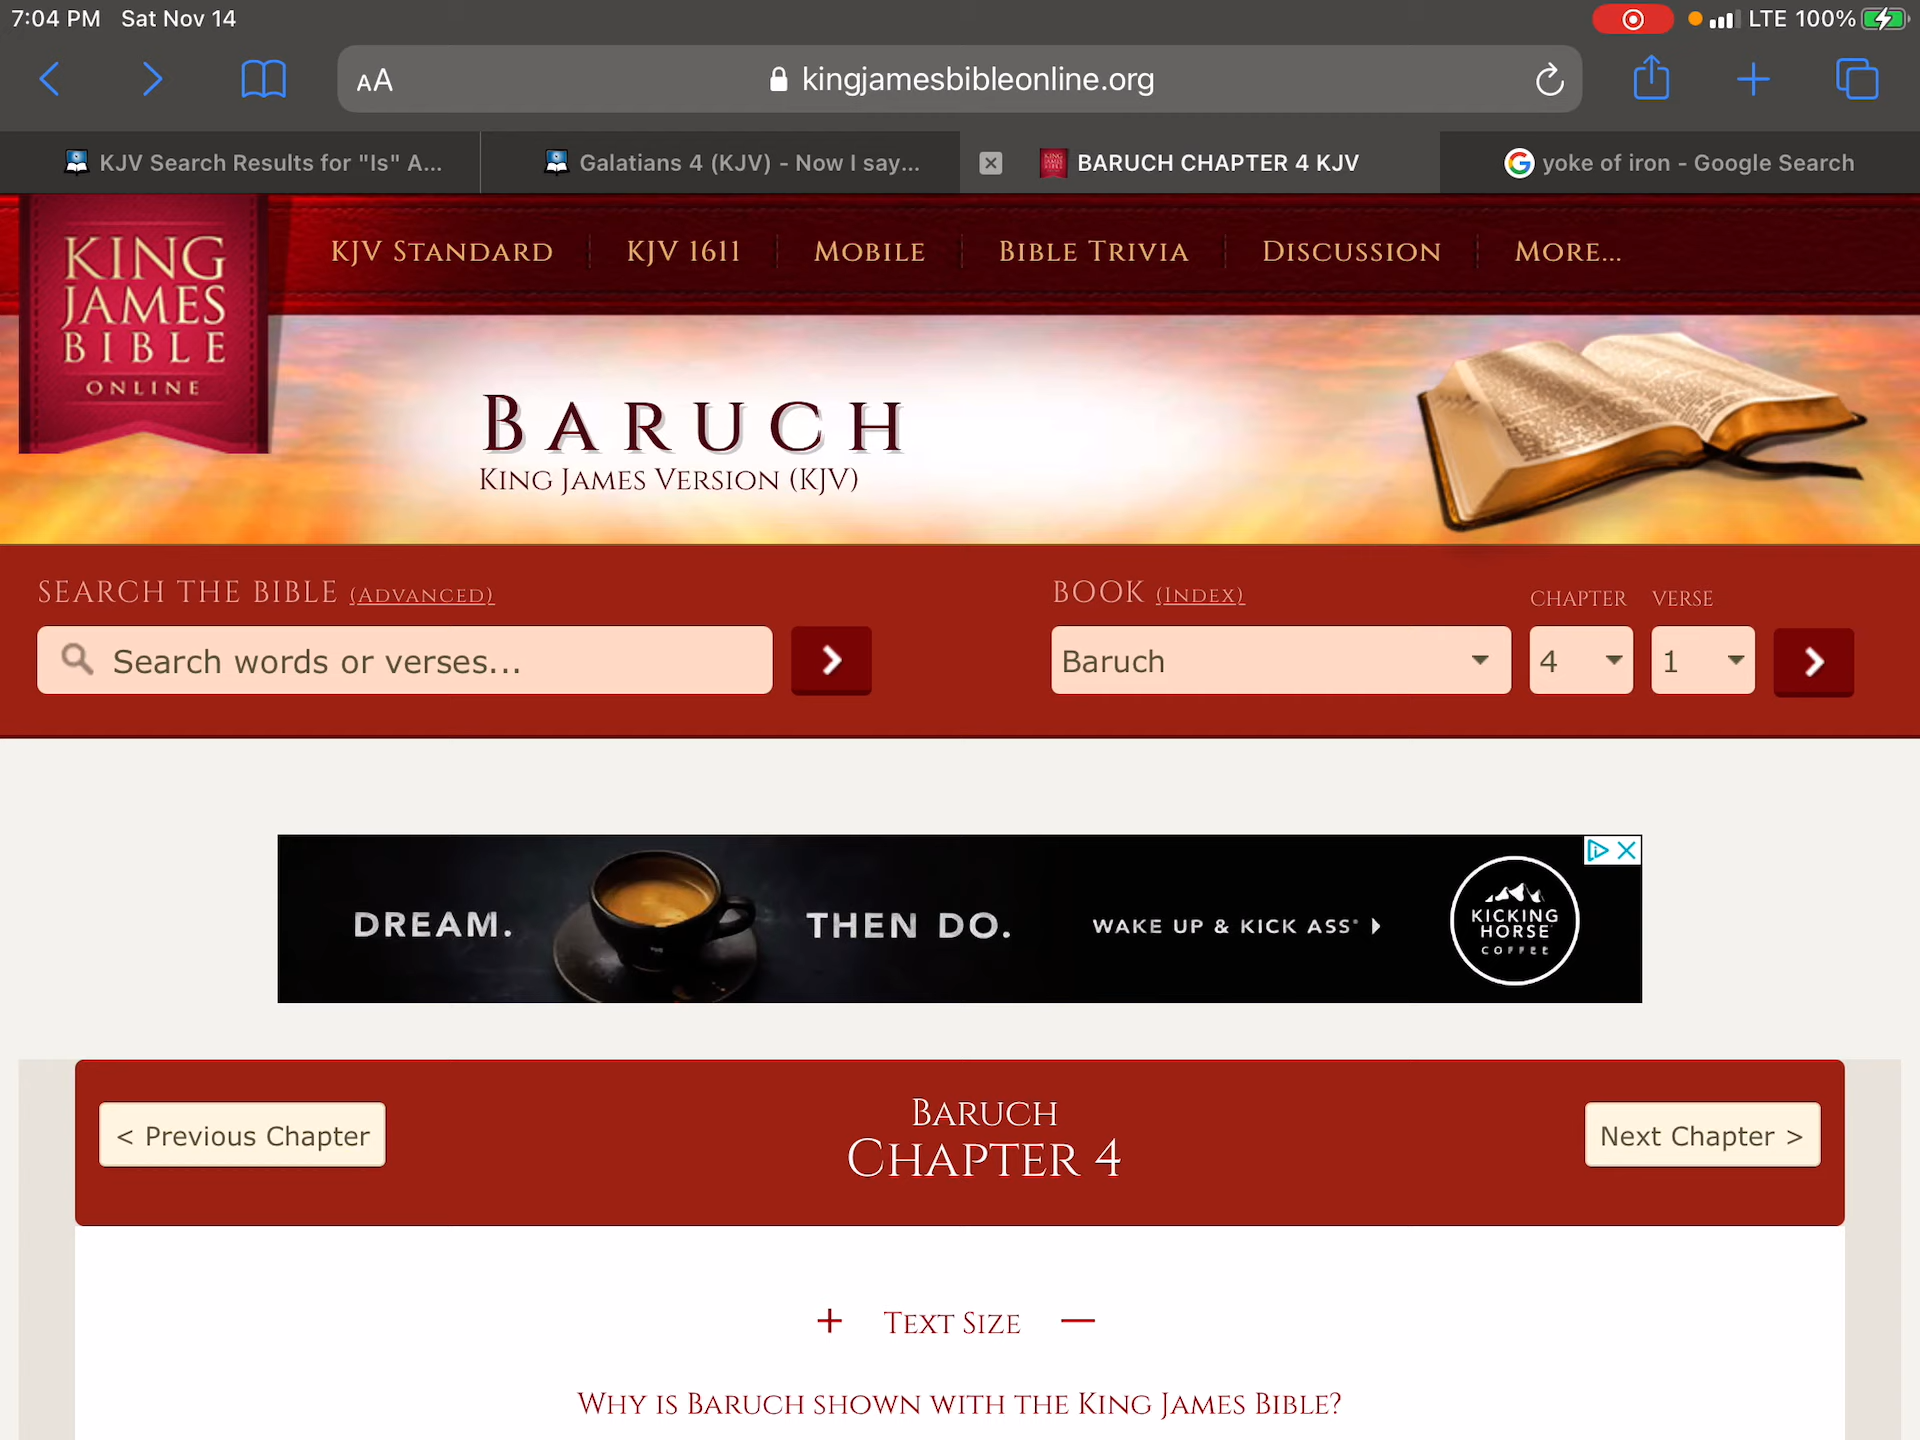 7:04 PM Sat Nov 14
LTE 100%
AA
kingjamesbibleonline.org
KJV Search Results for "Is" A...
Galatians 4 (KJV) - Now I say...
BARUCH CHAPTER 4 KJV
yoke of iron - Google Search
KING
JAMES
BIBLE
ONLINE
KJV STANDARD
KJV 1611
MOBILE
BIBLE TRIVIA
DISCUSSION
MORE...
BARUCH
KING JAMES VERSION (KJV)
SEARCH THE BIBLE (ADVANCED)
BOOK (INDEX)
CHAPTER
VERSE
Search words or verses...
Baruch
4
1
DREAM.
THEN DO.
WAKE UP & KICK ASS®
KICKING
HORSE
COFFEE
< Previous Chapter
BARUCH
CHAPTER 4
Next Chapter >
+ TEXT SIZE —
WHY IS BARUCH SHOWN WITH THE KING JAMES BIBLE?